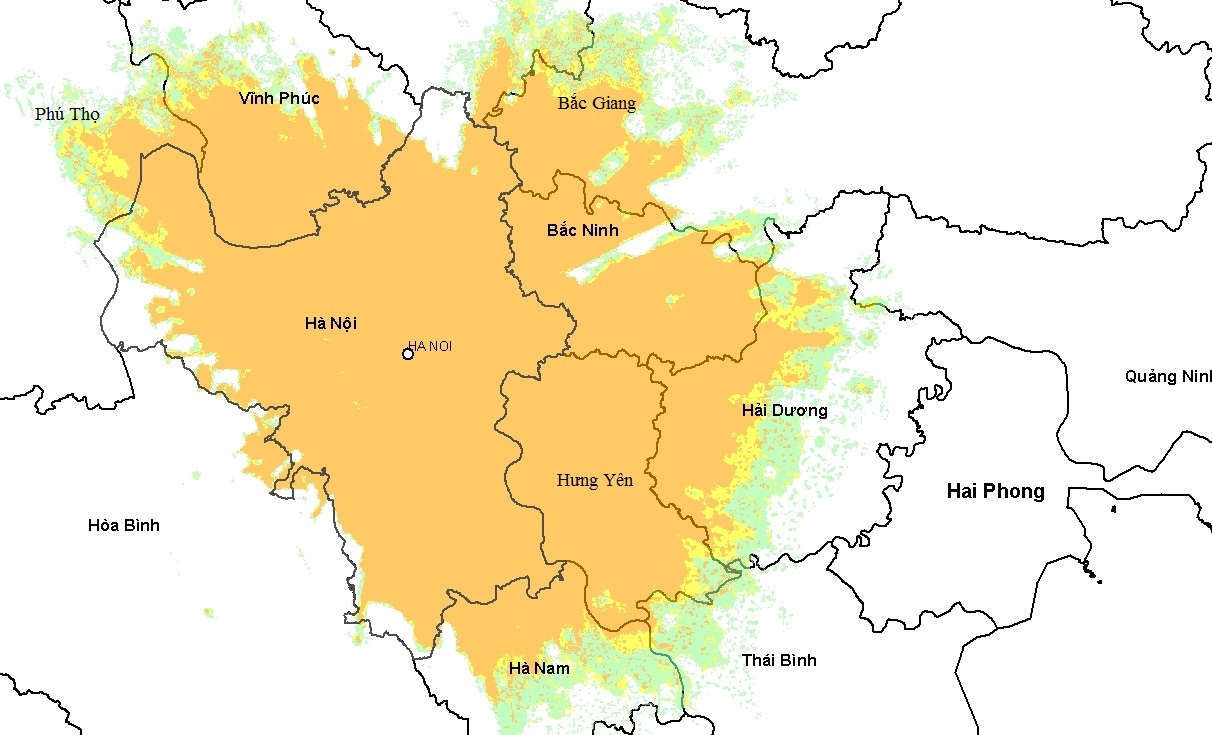 Vĩnh Phúc
Bắc Giang
Phú Thọ
Bắc Ninh
Hà Nội
HA NOI
Quảng Ninh
Hải Dương
Hưng Yên
Hai Phong
Hòa Bình
Hà Nam
Thái Bình